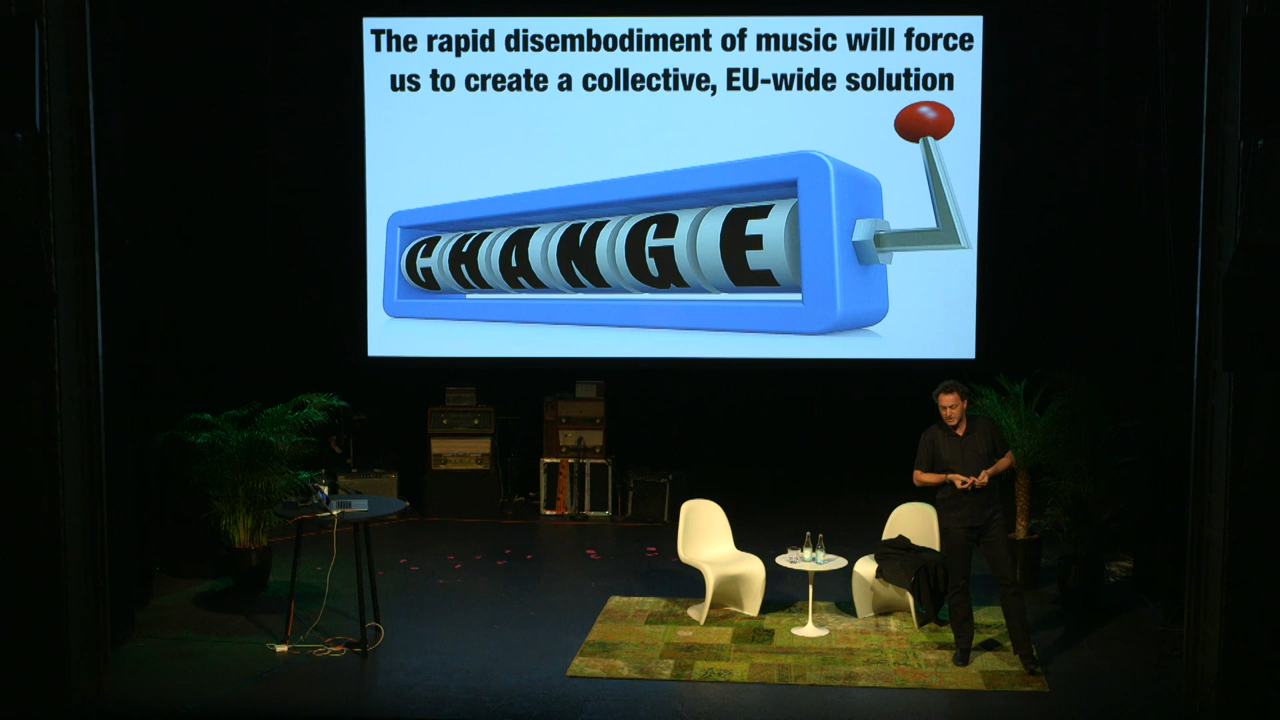 The rapid disembodiment of music will force
us to create a collective, EU-wide solution
CHANGE